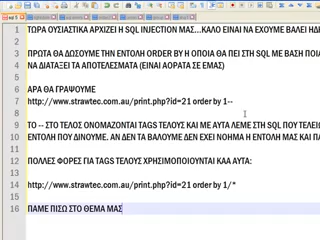 ΤΩΡΑ ΟΥΣΙΑΣΤΙΚΑ ΑΡΧΙΖΕΙ Η SQL INJECTION ΜΑΣ...ΚΑΛΟ ΕΙΝΑΙ ΝΑ ΕΧΟΥΜΕ ΒΑΛΕΙ ΗΔ
ΠΡΩΤΑ ΘΑ ΔΩΣΟΥΜΕ ΤΗΝ ΕΝΤΟΛΗ ORDER BY Η ΟΠΟΙΑ ΘΑ ΠΕΙ ΣΤΗ SQL ΜΕ ΒΑΣΗ ΠΟΙΑ
ΝΑ ΔΙΑΤΑΞΕΙ ΤΑ ΑΠΟΤΕΛΕΣΜΑΤΑ (ΕΙΝΑΙ ΑΟΡΑΤΑ ΣΕ ΕΜΑΣ)
ΑΡΑ ΘΑ ΓΡΑΨΟΥΜΕ
http://www.strawtec.com.au/print.php?id=21 order by 1--
ΤΟ -- ΣΤΟ ΤΕΛΟΣ ΟΝΟΜΑΖΟΝΤΑΙ TAGS ΤΕΛΟΥΣ ΚΑΙ ΜΕ ΑΥΤΑ ΛΕΜΕ ΣΤΗ SQL ΠΟΥ ΤΕΛΕΙ
ΕΝΤΟΛΗ ΠΟΥ ΔΙΝΟΥΜΕ. ΑΝ ΔΕΝ ΤΑ ΒΑΛΟΥΜΕ ΔΕΝ ΕΧΕΙ ΝΟΗΜΑ Η ΕΝΤΟΛΗ ΜΑΣ ΚΑΙ ΠΑ
ΠΟΛΛΕΣ ΦΟΡΕΣ ΓΙΑ TAGS ΤΕΛΟΥΣ ΧΡΗΣΙΜΟΠΟΙΟΥΝΤΑΙ ΚΑΑ ΑΥΤΑ:
http://www.strawtec.com.au/print.php?id=21 order by 1/*
ΠΑΜΕ ΠΙΣΩ ΣΤΟ ΘΕΜΑ ΜΑΣ